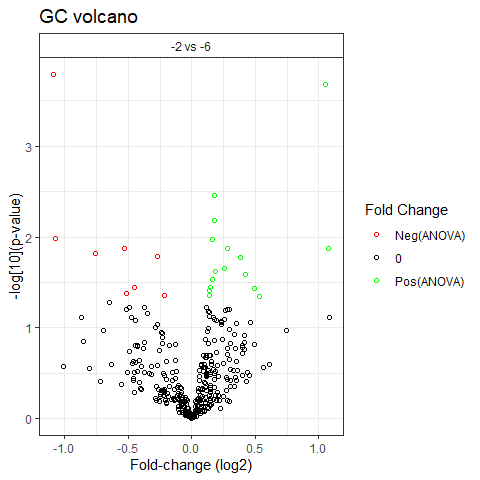 GC volcano
-2 vs -6
-log[10](p-value)
3
2
1
0
-1.0
-0.5
0.0
0.5
1.0
Fold-change (log2)
Fold Change
Neg(ANOVA)
0
Pos(ANOVA)